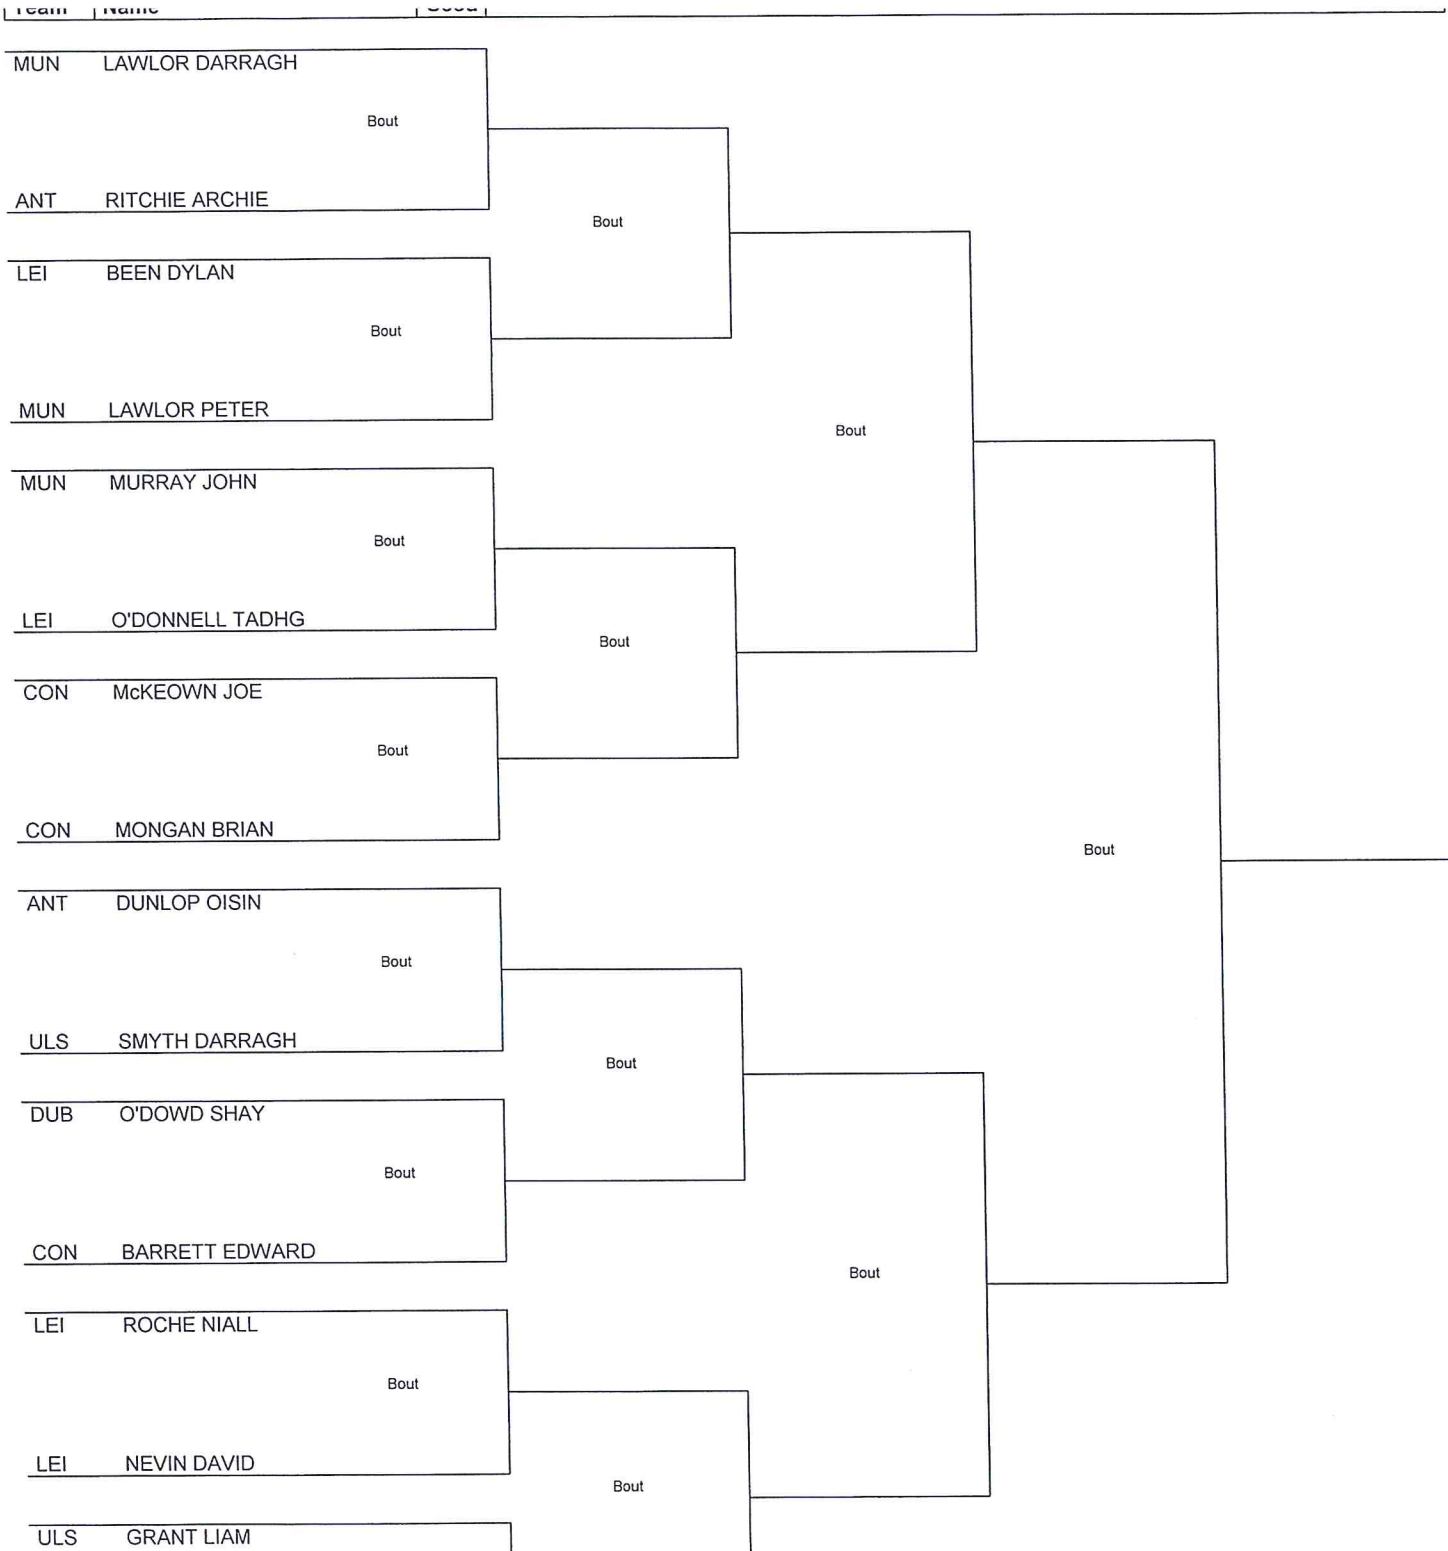 Team Name Seed
MUN LAWLOR DARRAGH
Bout
ANT RITCHIE ARCHIE
Bout
LEI BEEN DYLAN
Bout
MUN LAWLOR PETER
Bout
MUN MURRAY JOHN
Bout
LEI O'DONNELL TADHG
Bout
CON McKEOWN JOE
Bout
CON MONGAN BRIAN
Bout
ANT DUNLOP OISIN
Bout
ULS SMYTH DARRAGH
Bout
DUB O'DOWD SHAY
Bout
CON BARRETT EDWARD
Bout
LEI ROCHE NIALL
Bout
LEI NEVIN DAVID
Bout
ULS GRANT LIAM